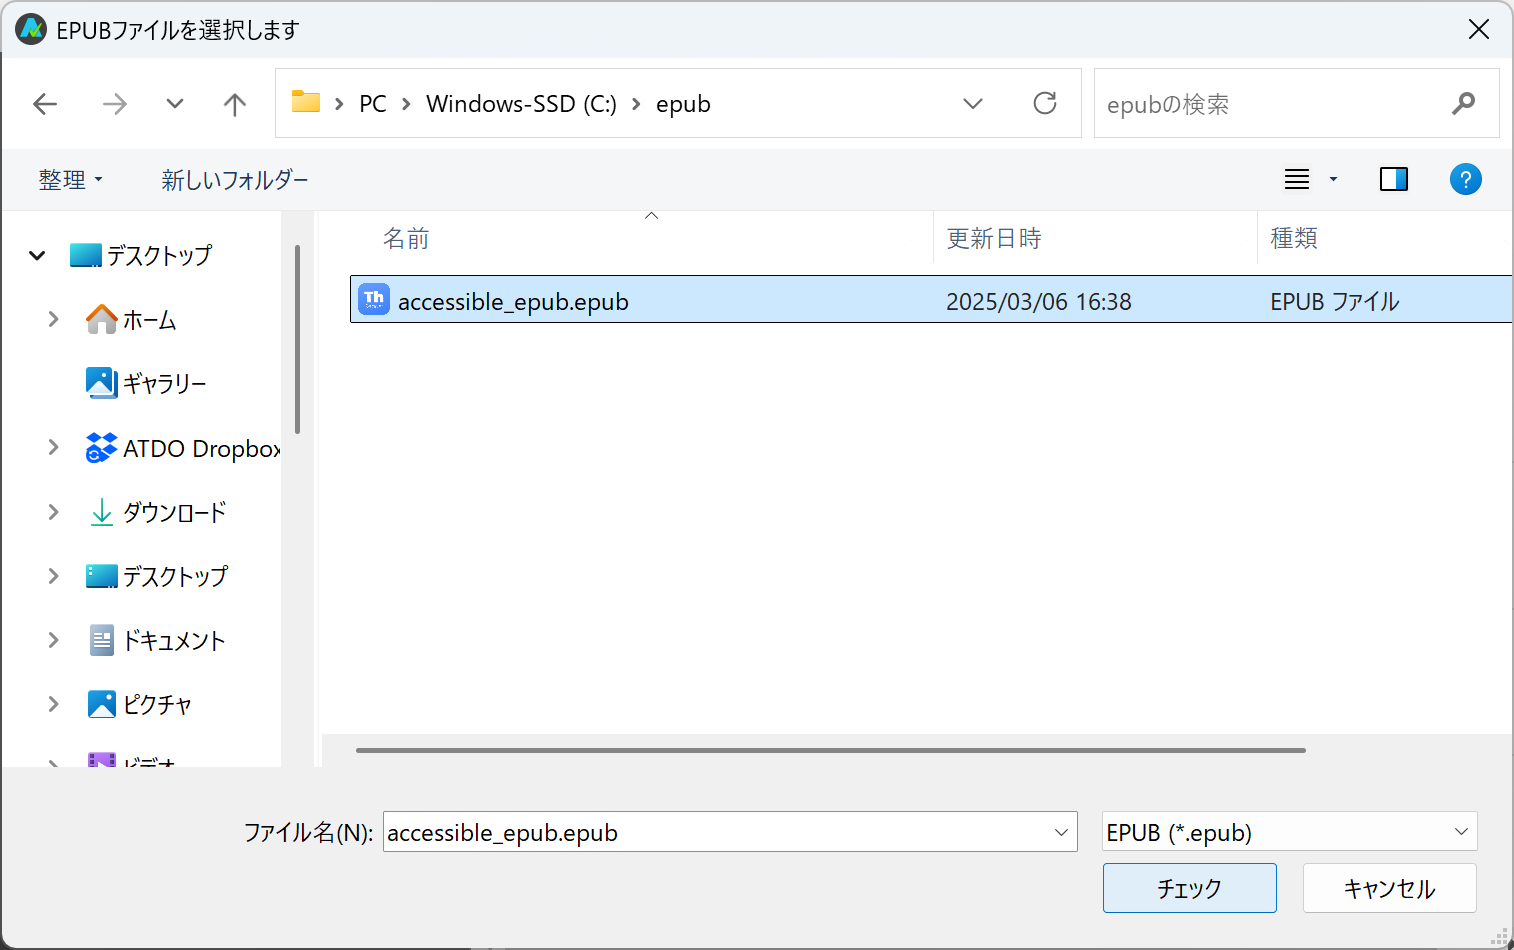 EPUBファイルを選択します
PC Windows-SSD (C:) epub
epubの検索
整理 新しいフォルダー
?
名前 更新日時 種類
accessible_epub.epub 2025/03/06 16:38 EPUB ファイル
Th
デスクトップ
ホーム
ギャラリー
ATDO Dropbox
ダウンロード
デスクトップ
ドキュメント
ピクチャ
ビデオ
ファイル名(N): accessible_epub.epub EPUB (*.epub)
チェック キャンセル